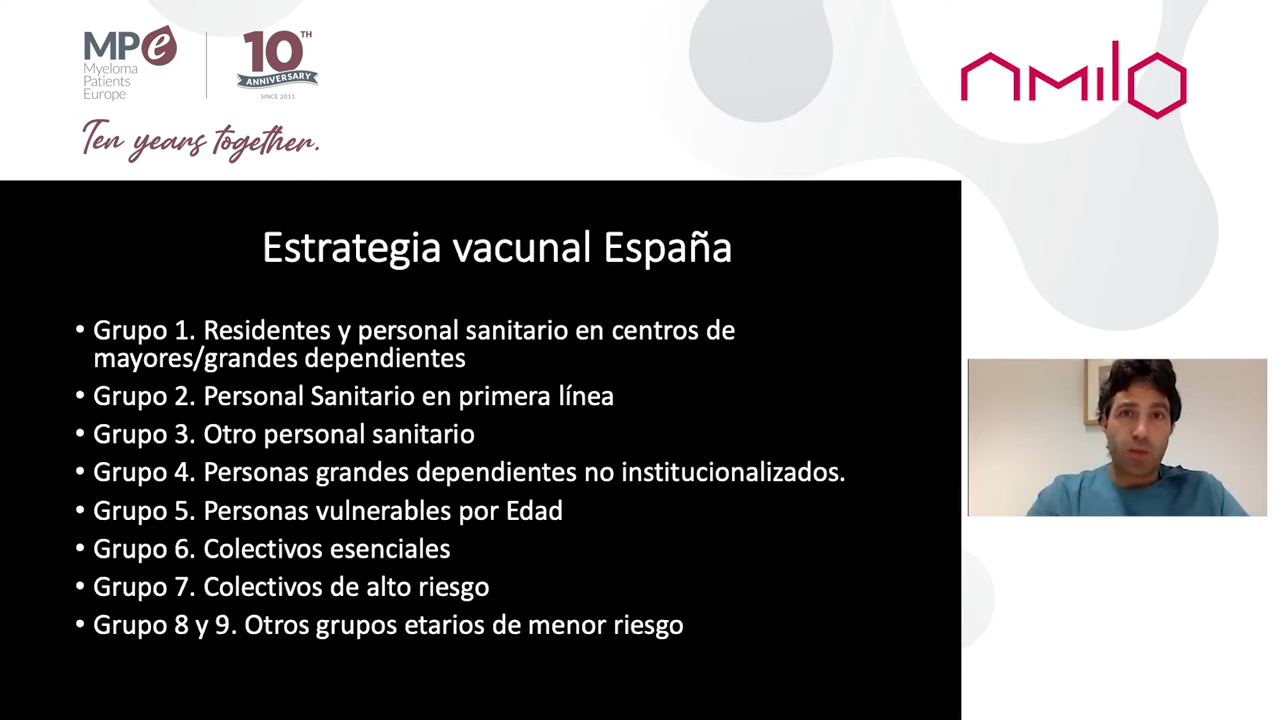 MPe
Myeloma
Patients
Europe
10TH
ANNIVERSARY
SINCE 2011
Ten years together.
nmilo
Estrategia vacunal España
• Grupo 1. Residentes y personal sanitario en centros de
mayores/grandes dependientes
• Grupo 2. Personal Sanitario en primera línea
• Grupo 3. Otro personal sanitario
• Grupo 4. Personas grandes dependientes no institucionalizados.
• Grupo 5. Personas vulnerables por Edad
• Grupo 6. Colectivos esenciales
• Grupo 7. Colectivos de alto riesgo
• Grupo 8 y 9. Otros grupos etarios de menor riesgo